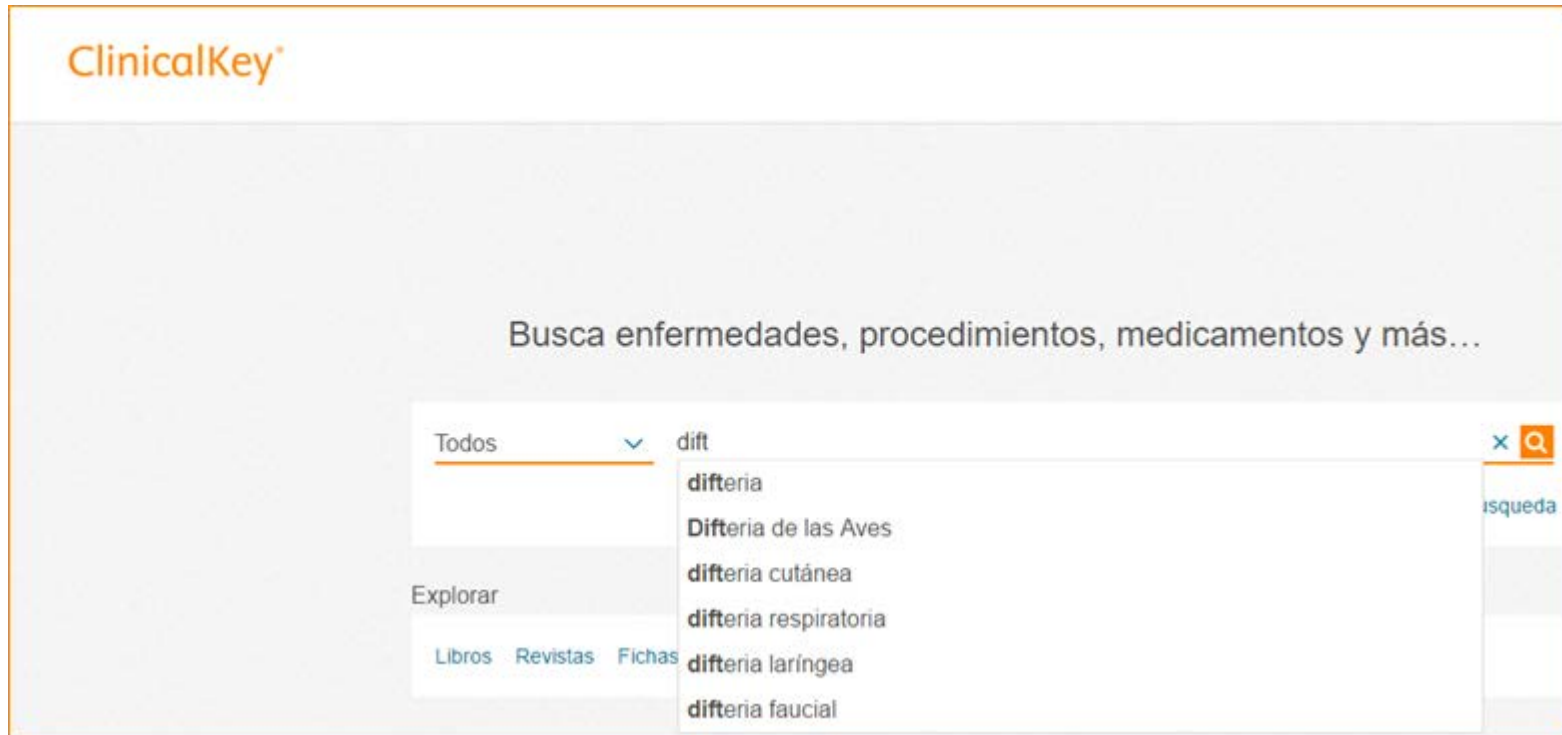 ClinicalKey®
Busca enfermedades, procedimientos, medicamentos y más…
Todos dift
difteria
Difteria de las Aves
difteria cutánea
difteria respiratoria
difteria laríngea
difteria faucial
Explorar
Libros Revistas Fichas